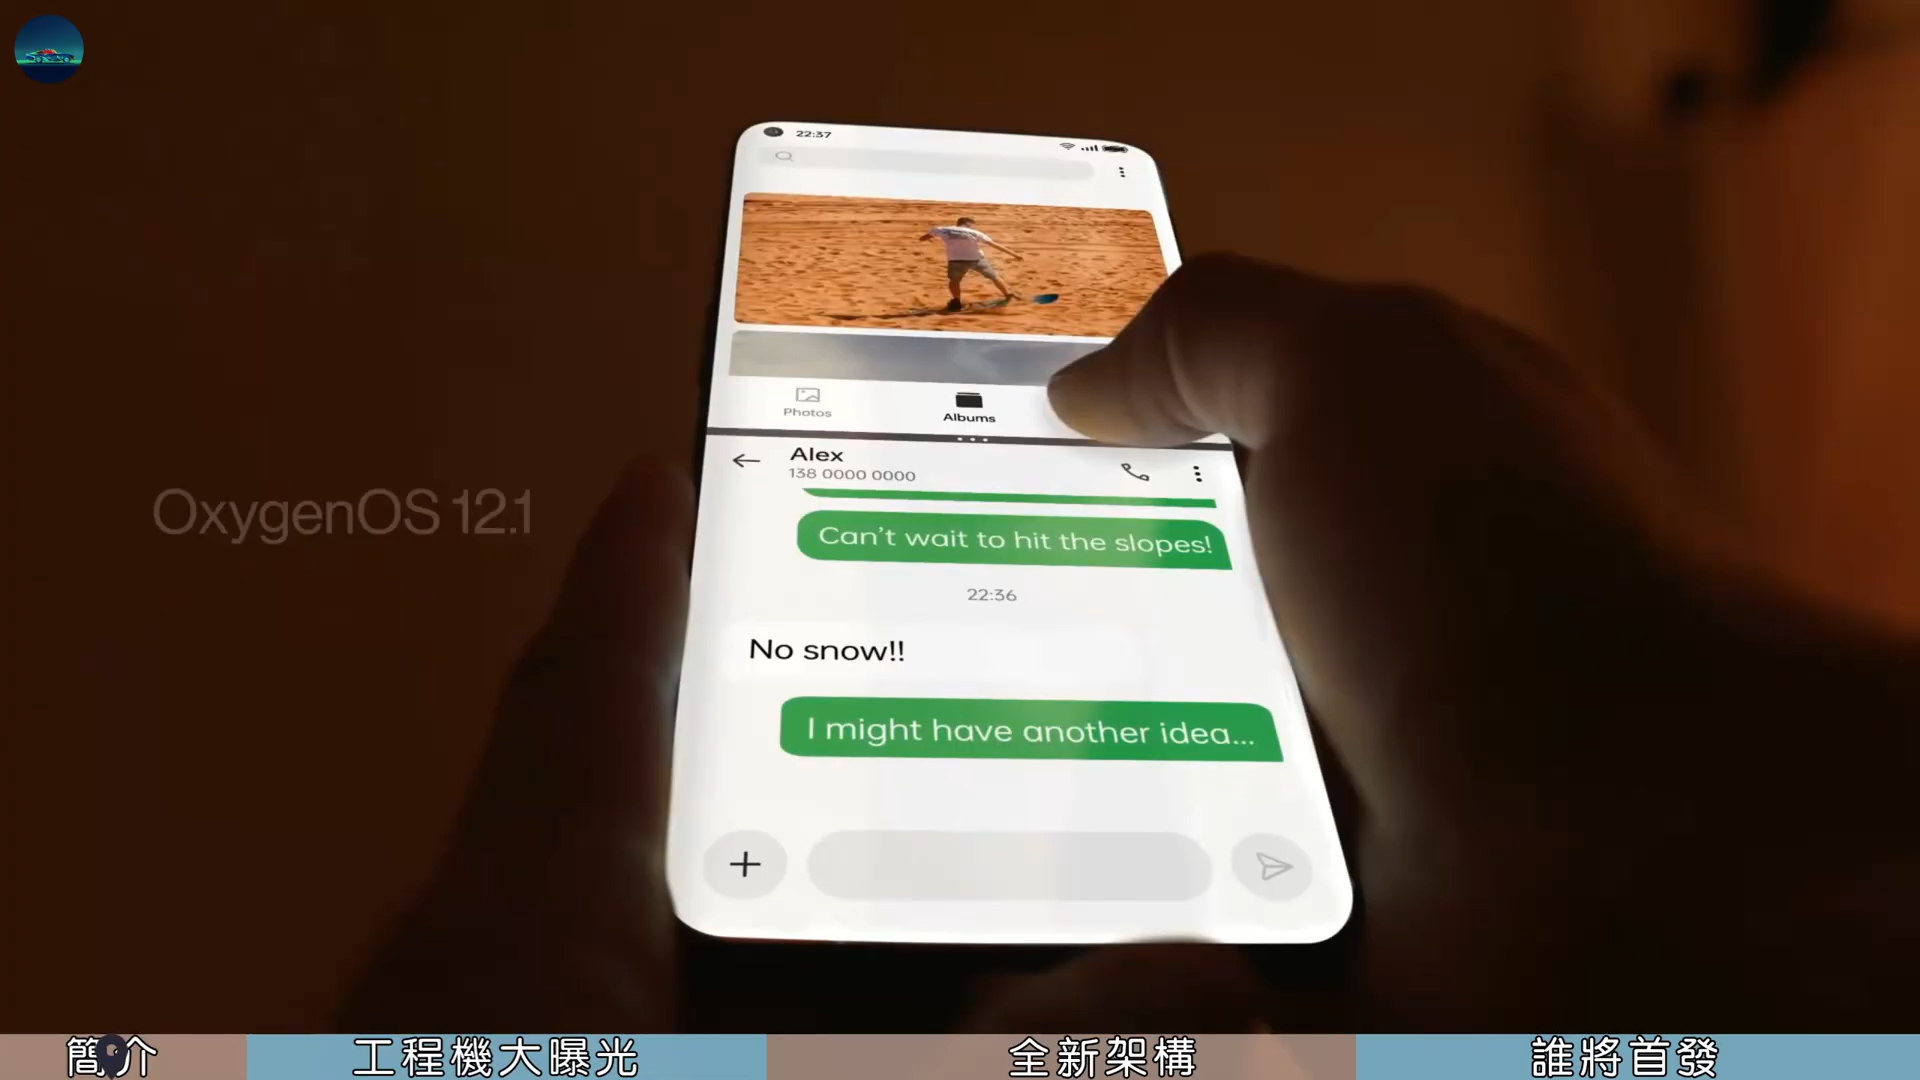 22:37
Photos
Albums
Alex
138 0000 0000
Can't wait to hit the slopes!
22:36
No snow!!
I might have another idea...
OxygenOS 12.1
簡介
工程機大曝光
全新架構
誰將首發